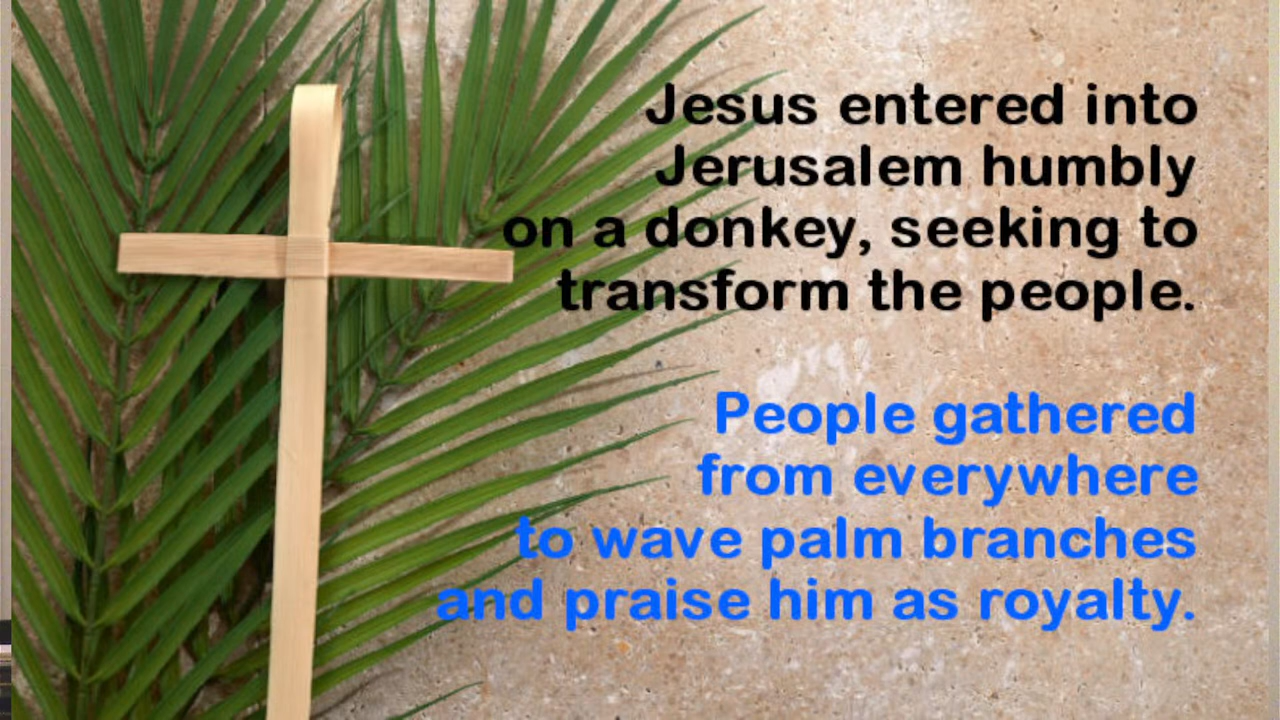 Jesus entered into
Jerusalem humbly
on a donkey, seeking to
transform the people.
People gathered
from everywhere
to wave palm branches
and praise him as royalty.